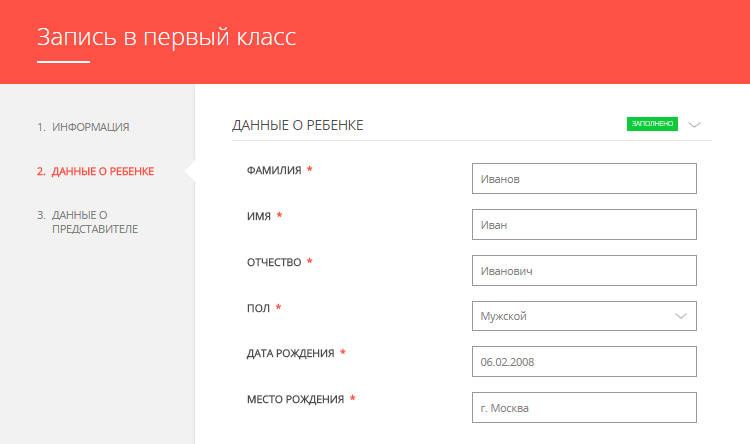 Запись в первый класс
1. ИНФОРМАЦИЯ
2. ДАННЫЕ О РЕБЕНКЕ
3. ДАННЫЕ О
ПРЕДСТАВИТЕЛЕ
ДАННЫЕ О РЕБЕНКЕ ЗАПОЛНЕНО
ФАМИЛИЯ * Иванов
ИМЯ * Иван
ОТЧЕСТВО * Иванович
ПОЛ * Мужской
ДАТА РОЖДЕНИЯ * 06.02.2008
МЕСТО РОЖДЕНИЯ * г. Москва